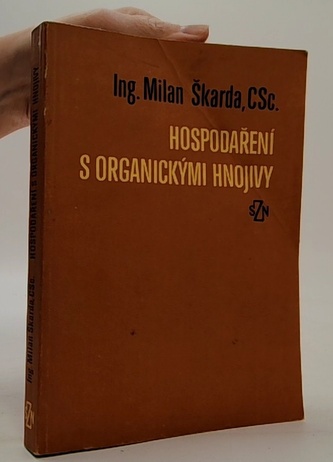 Ing. Milan Škarda, CSc.
HOSPODAŘENÍ
S ORGANICKÝMI HNOJIVY
SZN
Ing. Milan Škarda, CSc.
HOSPODAŘENÍ S ORGANICKÝMI HNOJIVY
SZN